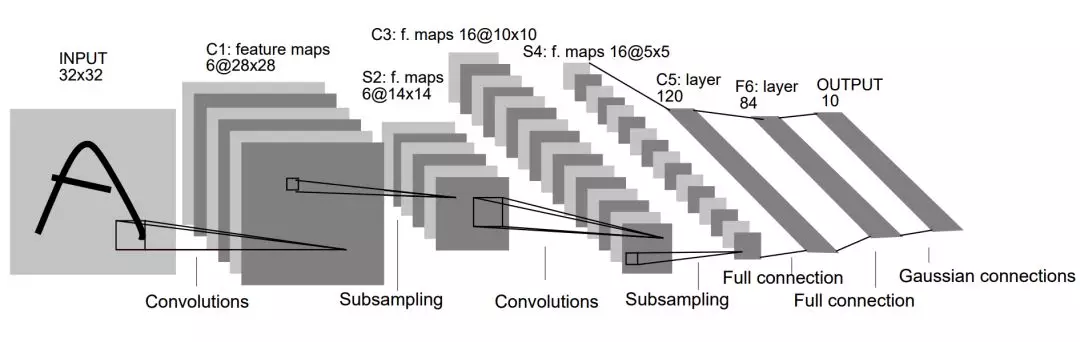 INPUT
32x32
C1: feature maps
6@28x28
S2: f. maps
6@14x14
C3: f. maps 16@10x10
S4: f. maps 16@5x5
C5: layer
120
F6: layer
84
OUTPUT
10
Convolutions
Subsampling
Convolutions
Subsampling
Full connection
Full connection
Gaussian connections